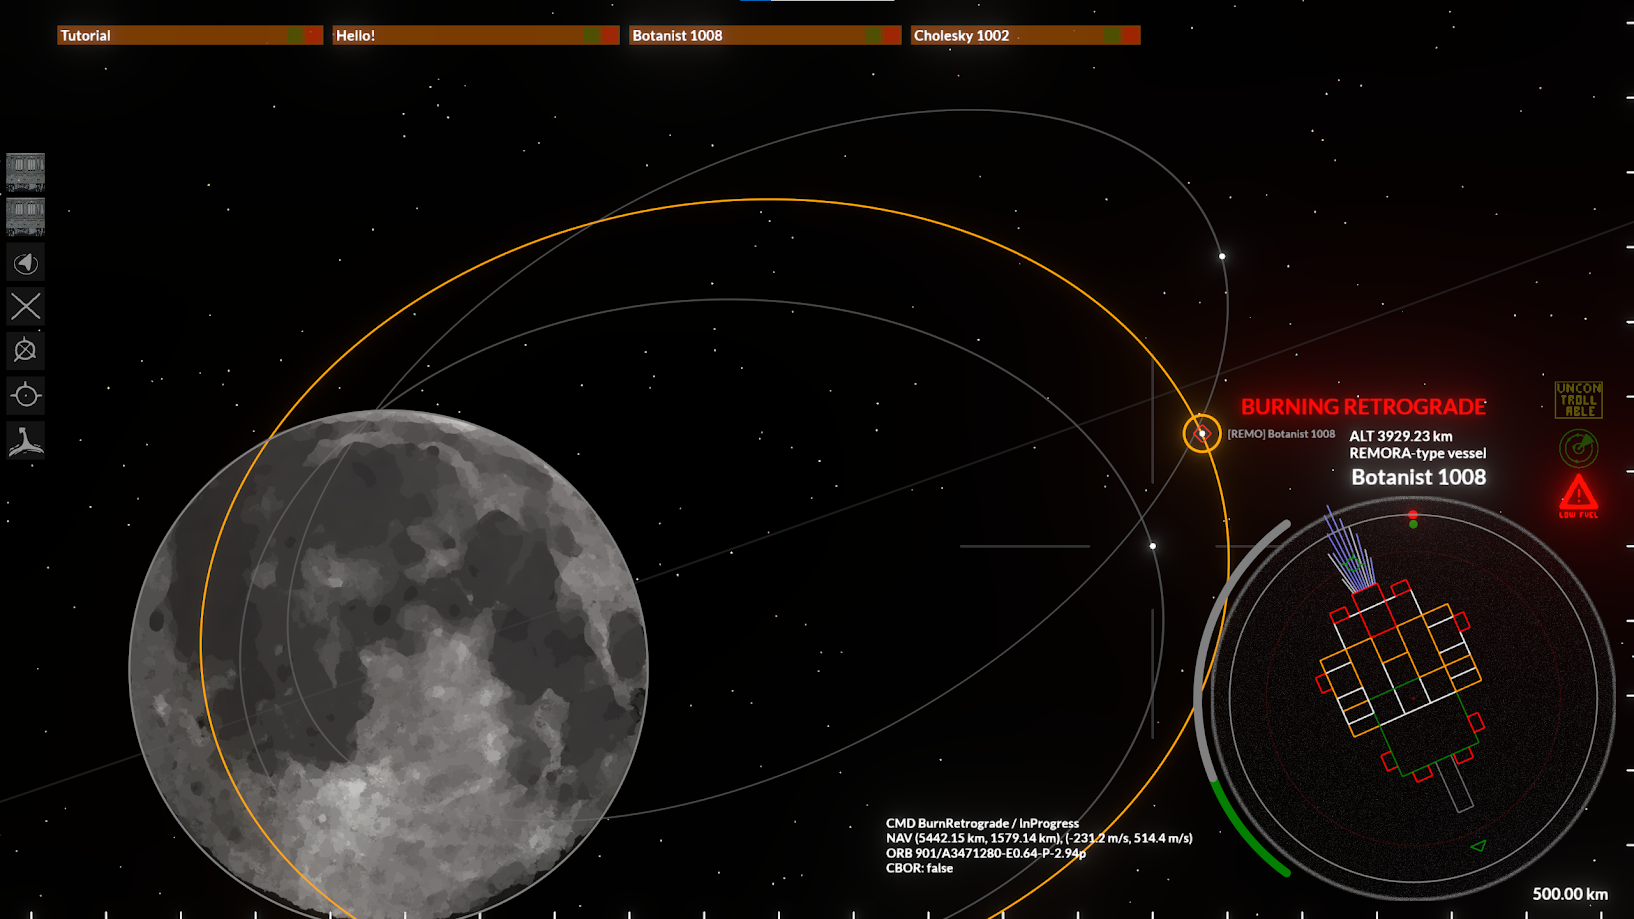 Tutorial
Hello!
Botanist 1008
Cholesky 1002
BURNING RETROGRADE
[REMO] Botanist 1008
ALT 3929.23 km
REMORA-type vessel
Botanist 1008
UNCON
TROLL
ABLE
LOW FUEL
CMD BurnRetrograde / InProgress
NAV (5442.15 km, 1579.14 km), (-231.2 m/s, 514.4 m/s)
ORB 901/A3471280-E0.64-P-2.94p
CBOR: false
500.00 km